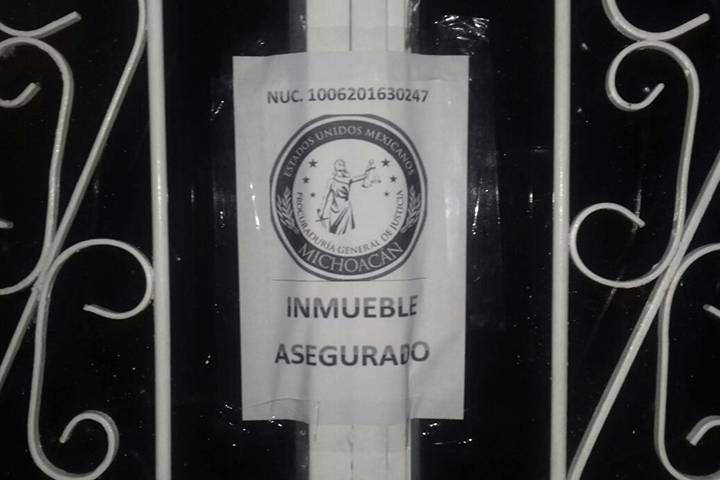 NUC. 1006201630247
ESTADOS UNIDOS MEXICANOS
PROCURADURÍA GENERAL DE JUSTICIA
MICHOACÁN
INMUEBLE
ASEGURADO